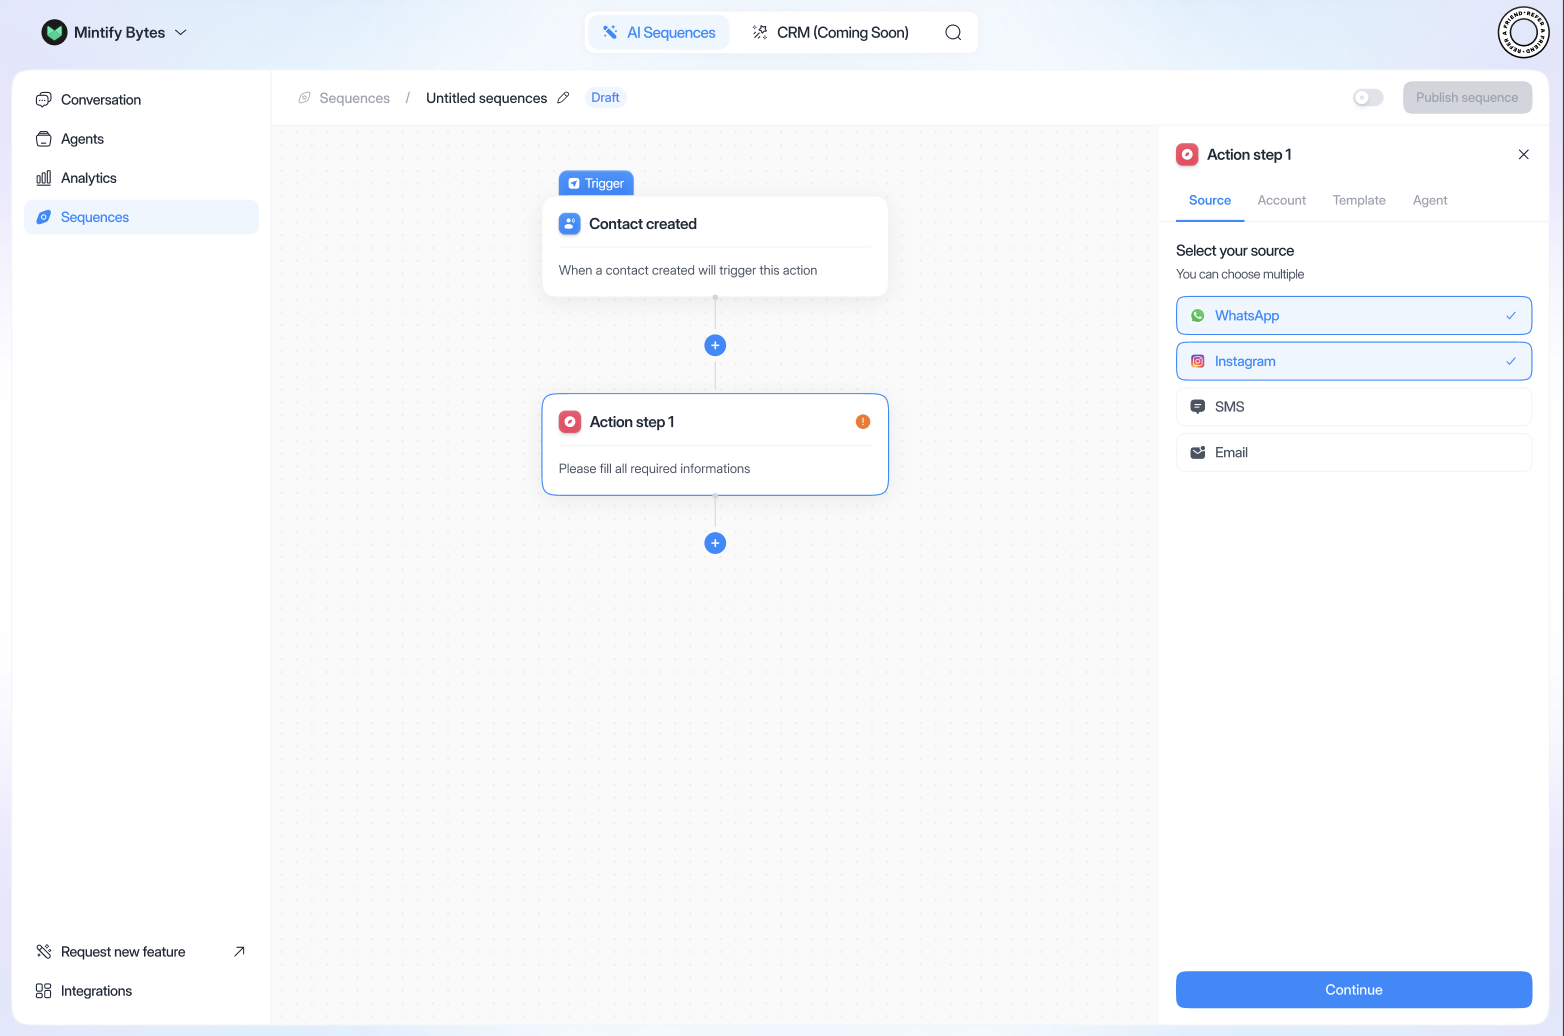 Mintify Bytes
AI Sequences
CRM (Coming Soon)
REFER A FRIEND • REFER A FRIEND •
Conversation
Agents
Analytics
Sequences
Request new feature
Integrations
Sequences / Untitled sequences Draft
Publish sequence
Trigger
Contact created
When a contact created will trigger this action
Action step 1
Please fill all required informations
Action step 1
Source Account Template Agent
Select your source
You can choose multiple
WhatsApp
Instagram
SMS
Email
Continue